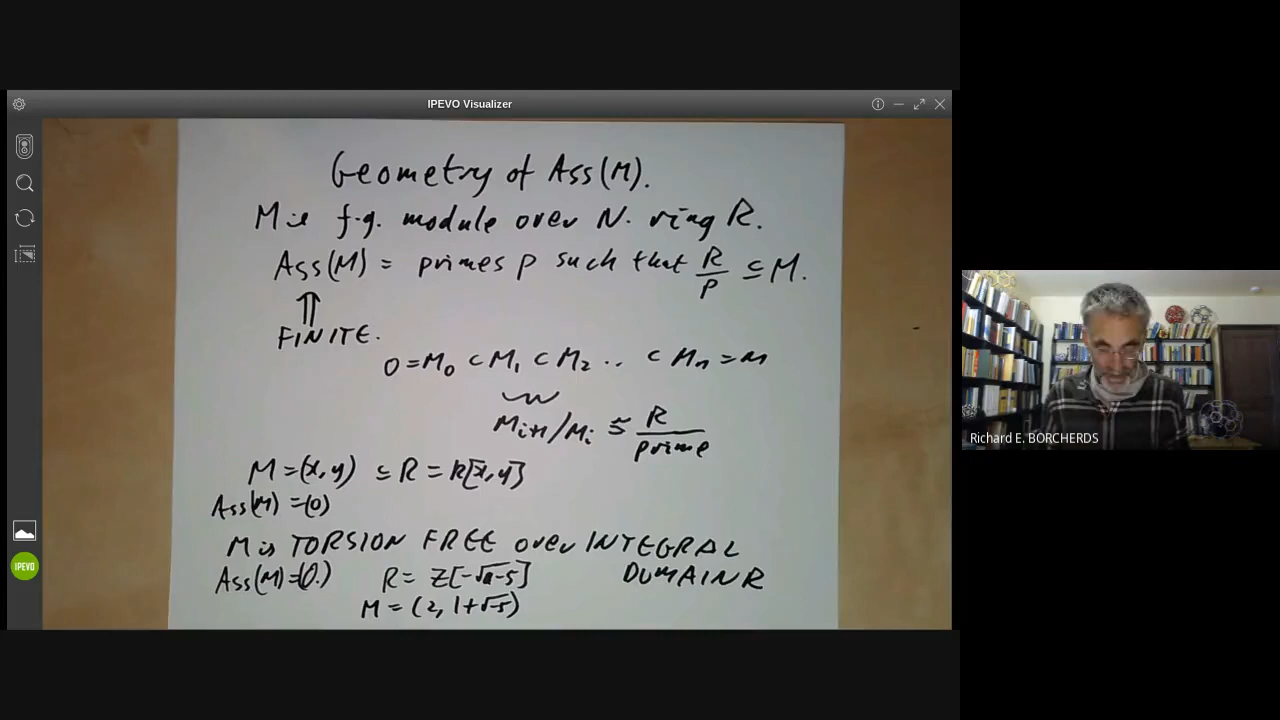 IPEVO Visualizer
Geometry of Ass(M).
M is f.g. module over N. ring R.
Ass(M) = primes P such that R/P ⊆ M.
⇑
FINITE.
0 = M₀ ⊂ M₁ ⊂ M₂ .. ⊂ Mₙ = M
Mᵢ₊₁/Mᵢ ≅ R/prime
M = (x, y) ⊆ R = k[x, y]
Ass(M) = (0)
M is TORSION FREE over INTEGRAL
DOMAIN R
Ass(M) = (0.) R = Z[-√-5]
M = (2, 1+√-5)
IPEVO
Richard E. BORCHERDS